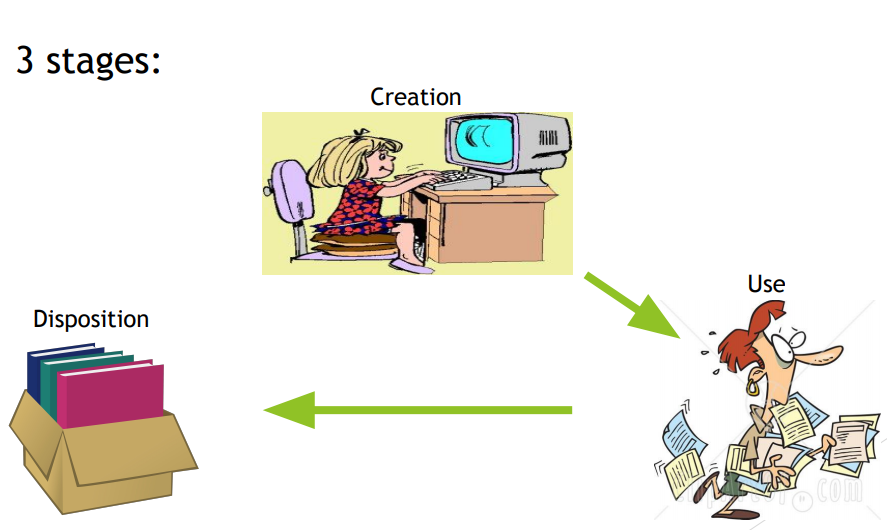 3 stages:
Creation
Use
Disposition